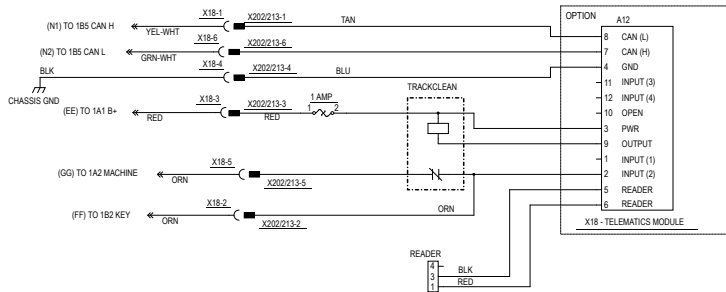 OPTION
A12
(N1) TO 1B5 CAN H
YEL-WHT
X18-1
X202/213-1
TAN
8 CAN (L)
(N2) TO 1B5 CAN L
GRN-WHT
X18-6
X202/213-6
7 CAN (H)
BLK
X18-4
X202/213-4
BLU
4 GND
CHASSIS GND
TRACKCLEAN
11 INPUT (3)
12 INPUT (4)
10 OPEN
(EE) TO 1A1 B+
RED
X18-3
X202/213-3
RED
1 AMP
1 2
3 PWR
9 OUTPUT
1 INPUT (1)
(GG) TO 1A2 MACHINE
ORN
X18-5
X202/213-5
2 INPUT (2)
5 READER
6 READER
(FF) TO 1B2 KEY
ORN
X18-2
X202/213-2
ORN
X18 - TELEMATICS MODULE
READER
4
3 BLK
1 RED